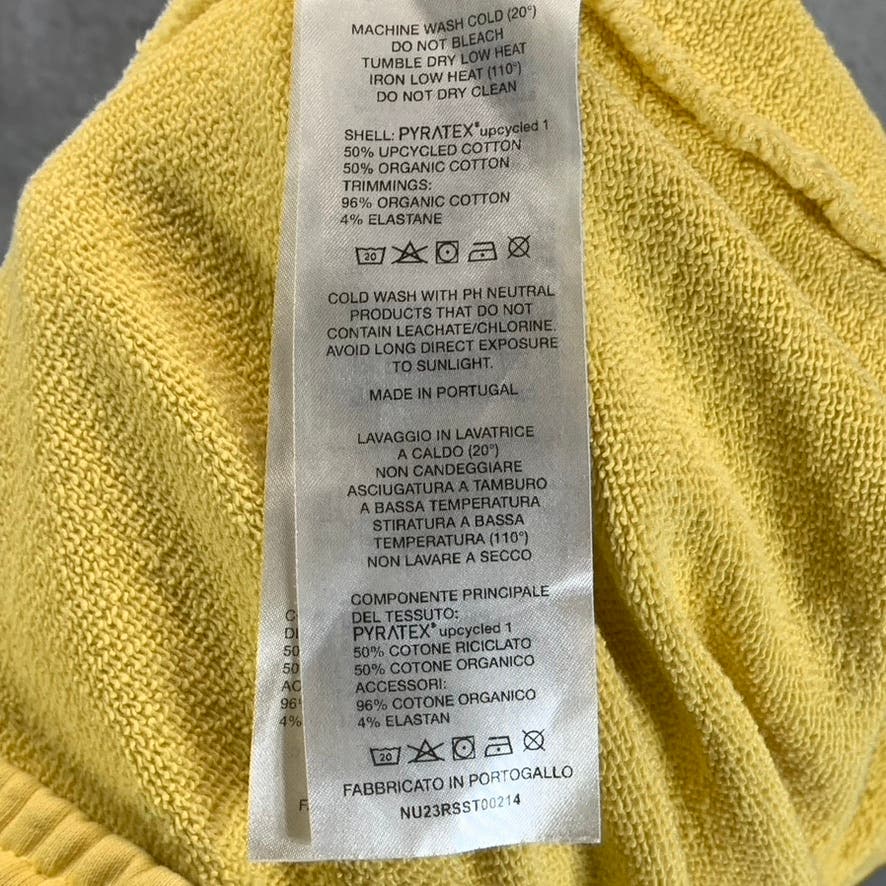 MACHINE WASH COLD (20°)
DO NOT BLEACH
TUMBLE DRY LOW HEAT
IRON LOW HEAT (110°)
DO NOT DRY CLEAN
SHELL: PYRATEX® upcycled 1
50% UPCYCLED COTTON
50% ORGANIC COTTON
TRIMMINGS:
96% ORGANIC COTTON
4% ELASTANE
20
COLD WASH WITH PH NEUTRAL
PRODUCTS THAT DO NOT
CONTAIN LEACHATE/CHLORINE.
AVOID LONG DIRECT EXPOSURE
TO SUNLIGHT.
MADE IN PORTUGAL
LAVAGGIO IN LAVATRICE
A CALDO (20°)
NON CANDEGGIARE
ASCIUGATURA A TAMBURO
A BASSA TEMPERATURA
STIRATURA A BASSA
TEMPERATURA (110°)
NON LAVARE A SECCO
COMPONENTE PRINCIPALE
DEL TESSUTO:
PYRATEX® upcycled 1
50% COTONE RICICLATO
50% COTONE ORGANICO
ACCESSORI:
96% COTONE ORGANICO
4% ELASTAN
20
FABBRICATO IN PORTOGALLO
NU23RSST00214
50
50
96%
4%